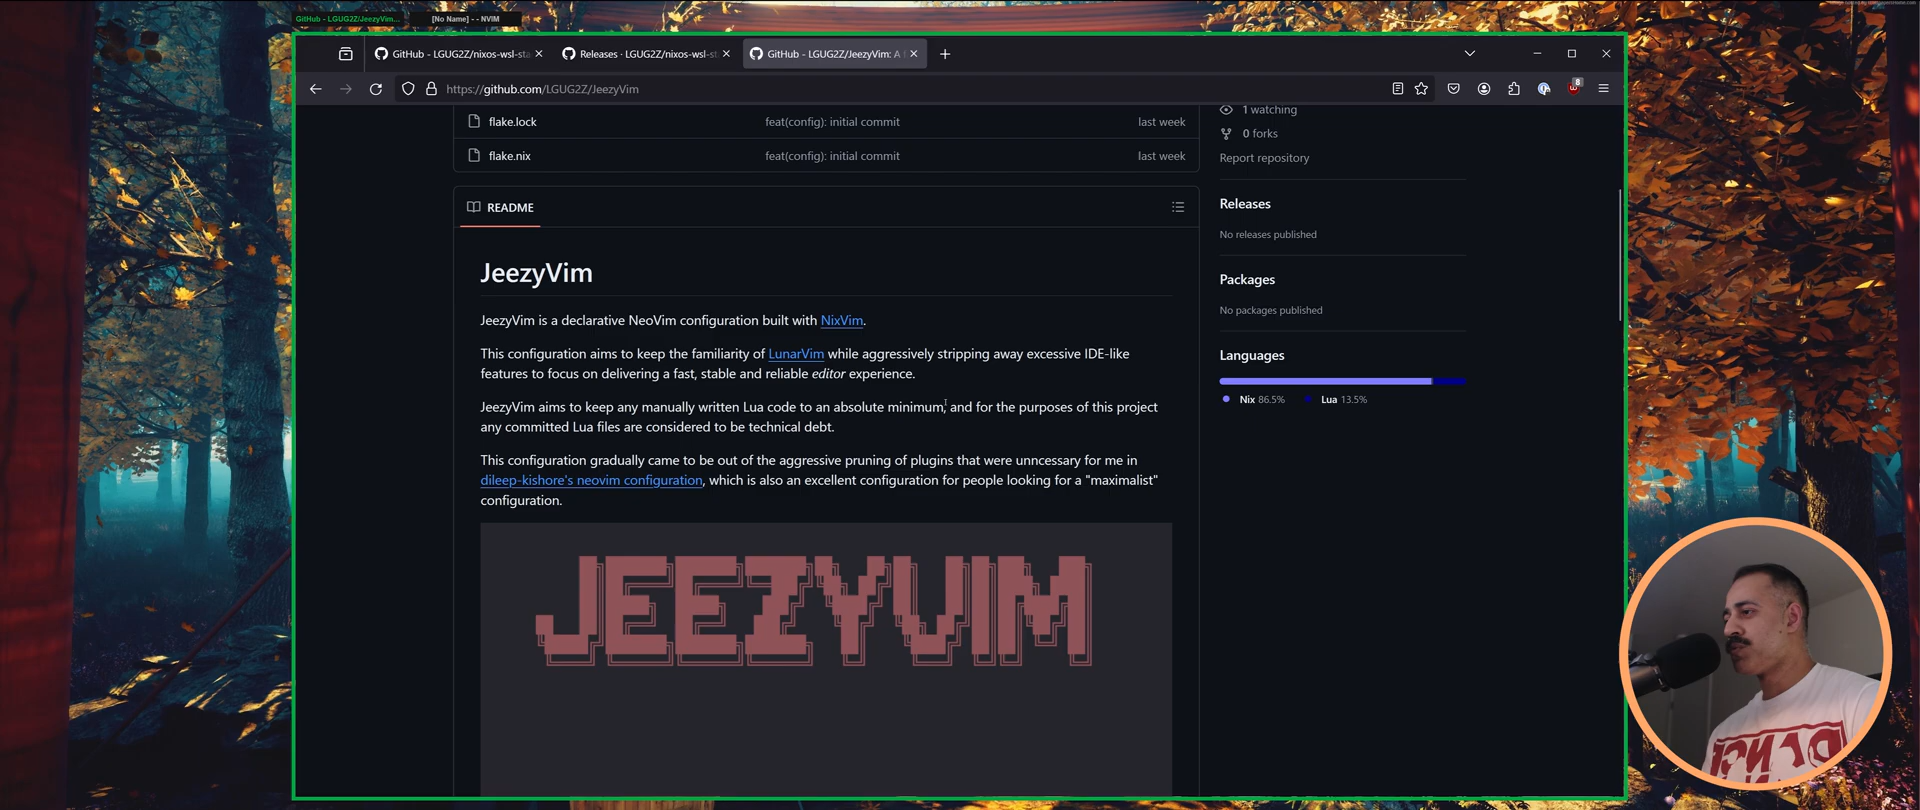 GitHub - LGUG2Z/JeezyVim...
[No Name] - - NVIM
GitHub - LGUG2Z/nixos-wsl-sta
Releases · LGUG2Z/nixos-wsl-st
GitHub - LGUG2Z/JeezyVim: A
https://github.com/LGUG2Z/JeezyVim
8
flake.lock
feat(config): initial commit
last week
flake.nix
feat(config): initial commit
last week
1 watching
0 forks
Report repository
README
Releases
No releases published
Packages
No packages published
Languages
Nix 86.5%
Lua 13.5%
JeezyVim
JeezyVim is a declarative NeoVim configuration built with NixVim.
This configuration aims to keep the familiarity of LunarVim while aggressively stripping away excessive IDE-like
features to focus on delivering a fast, stable and reliable editor experience.
JeezyVim aims to keep any manually written Lua code to an absolute minimum, and for the purposes of this project
any committed Lua files are considered to be technical debt.
This configuration gradually came to be out of the aggressive pruning of plugins that were unncessary for me in
dileep-kishore's neovim configuration, which is also an excellent configuration for people looking for a "maximalist"
configuration.
JEEZYVIM